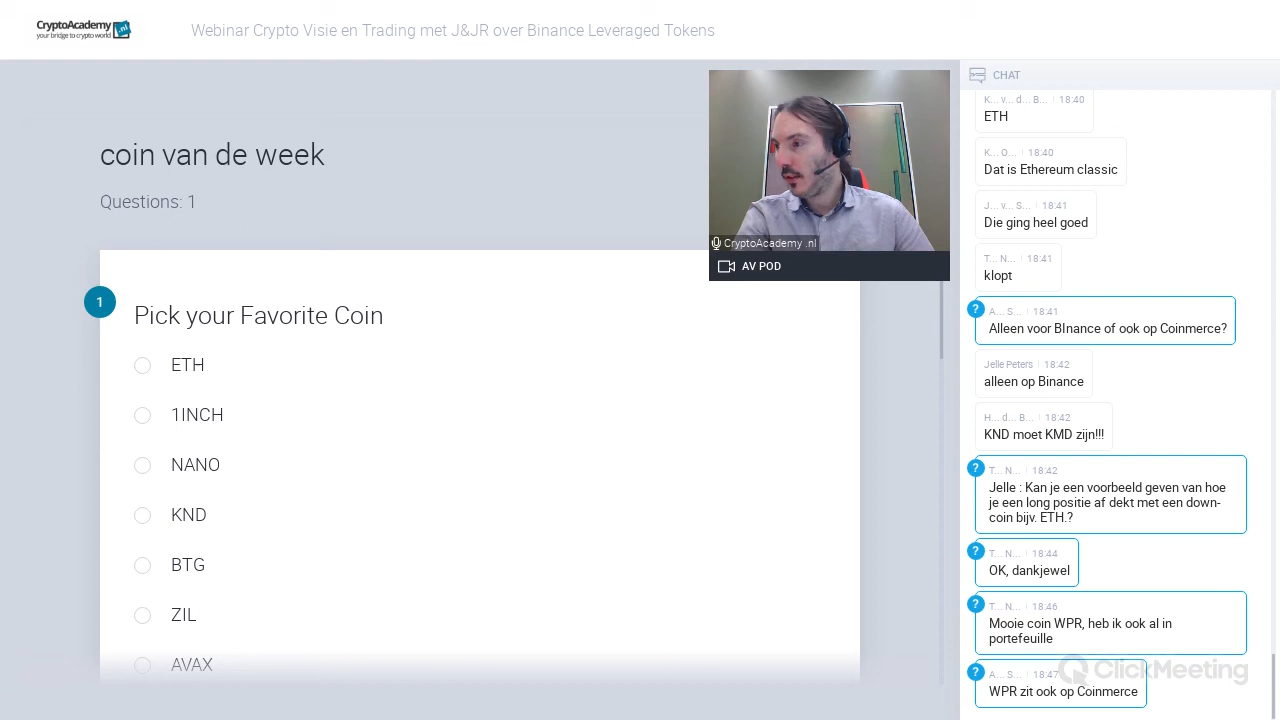 CryptoAcademy .nl
your bridge to crypto world
Webinar Crypto Visie en Trading met J&JR over Binance Leveraged Tokens
coin van de week
Questions: 1
1
Pick your Favorite Coin
ETH
1INCH
NANO
KND
BTG
ZIL
AVAX
CryptoAcademy .nl
AV POD
CHAT
K... v... d... B... 18:40
ETH
K... O... 18:40
Dat is Ethereum classic
J... v... S... 18:41
Die ging heel goed
T... N... 18:41
klopt
?
A... S... 18:41
Alleen voor BInance of ook op Coinmerce?
Jelle Peters 18:42
alleen op Binance
H... d... B... 18:42
KND moet KMD zijn!!!
?
T... N... 18:42
Jelle : Kan je een voorbeeld geven van hoe
je een long positie af dekt met een down-
coin bijv. ETH.?
?
T... N... 18:44
OK, dankjewel
?
T... N... 18:46
Mooie coin WPR, heb ik ook al in
portefeuille
?
A... S... 18:47
WPR zit ook op Coinmerce
ClickMeeting